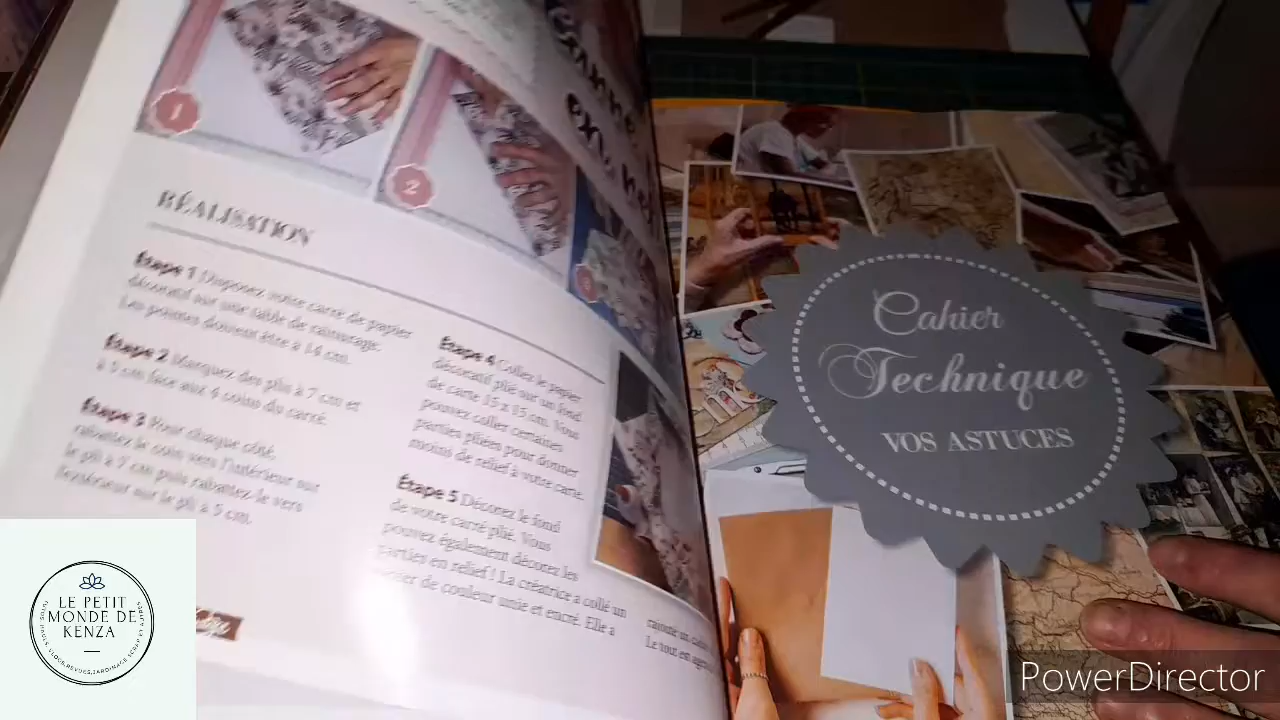 1
2
3
RÉALISATION
Étape 1 Disposez votre carré de papier
décoratif sur une table de rainurage.
Les pointes doivent être à 14 cm.
Étape 2 Marquez des plis à 7 cm et
à 5 cm face aux 4 coins du carré.
Étape 3 Pour chaque côté,
rabattez le coin vers l'intérieur sur
le pli à 7 cm puis rabattez-le vers
l'extérieur sur le pli à 5 cm.
Étape 4 Collez le papier
décoratif plié sur un fond
de carte 15 x 15 cm. Vous
pouvez coller certaines
parties pliées pour donner
moins de relief à votre carte.
Étape 5 Décorez le fond
de votre carré plié. Vous
pouvez également décorez les
parties en relief ! La créatrice a collé un
de couleur unie et encré. Elle a
Le tout est
Cahier
Technique
VOS ASTUCES
LE PETIT
MONDE DE
KENZA
PowerDirector